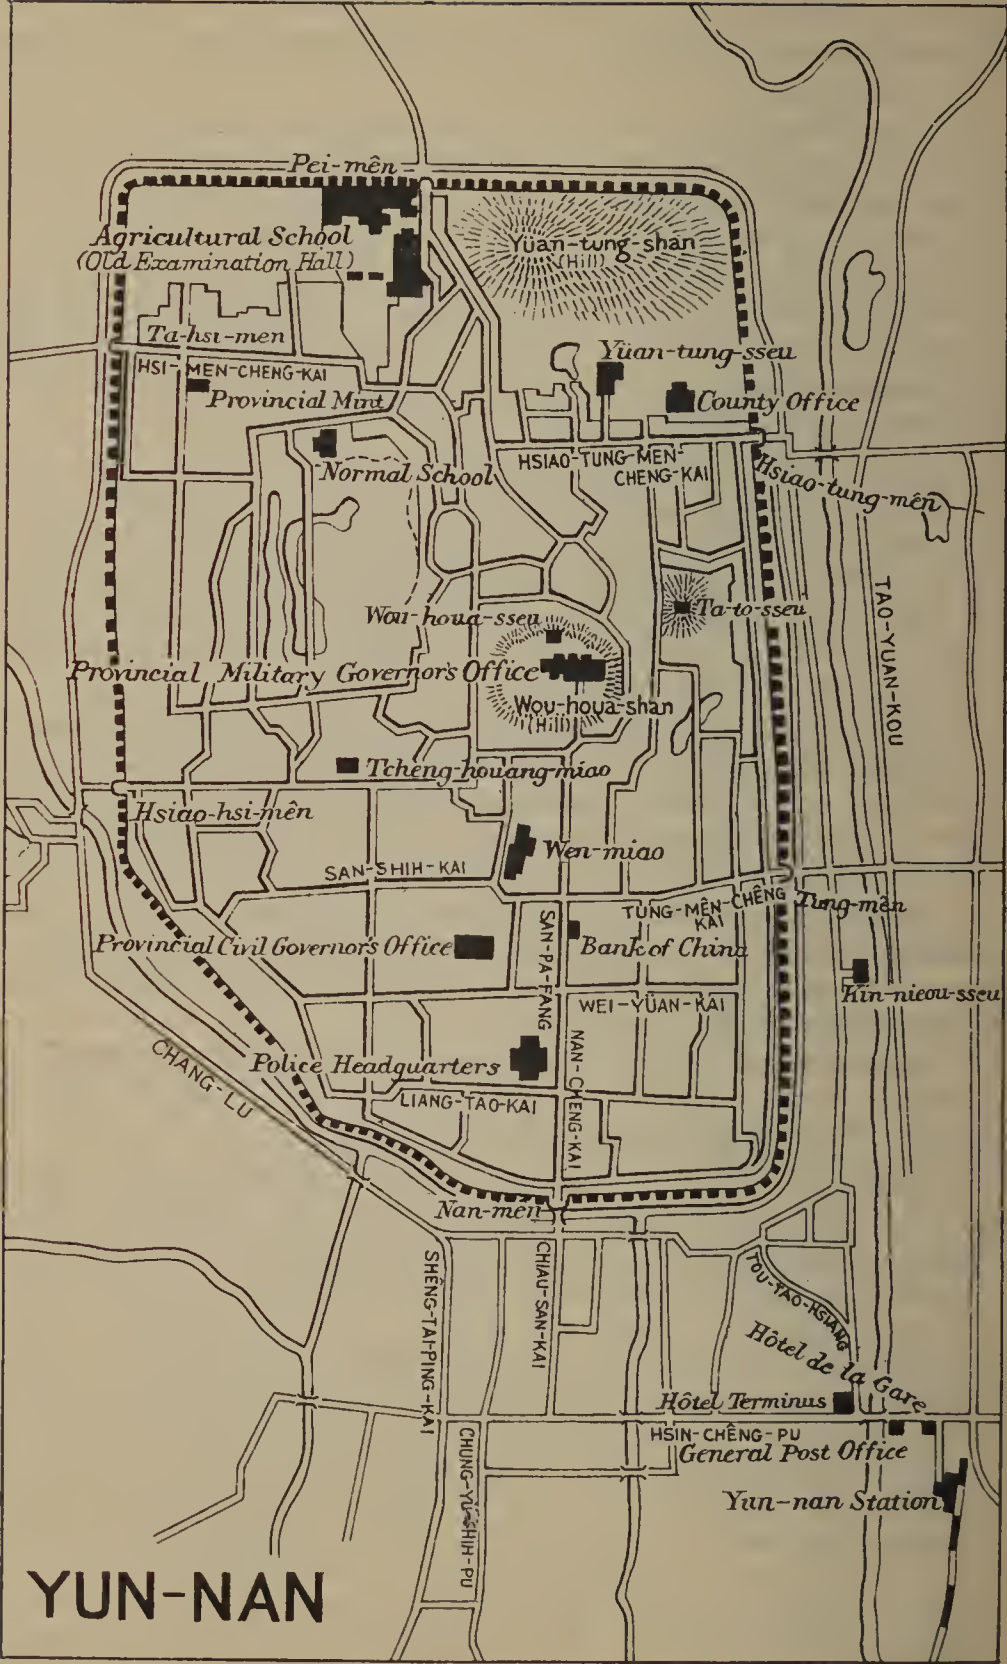 Pei-mên
Agricultural School
(Old Examination Hall)
Yüan-tung-shan
(Hill)
Ta-hsi-men
HSI-MEN-CHENG-KAI
Provincial Mint
Yüan-tung-sseu
County Office
Normal School
HSIAO-TUNG-MEN-
CHENG-KAI
Hsiao-tung-mên
TAO-YUAN-KOU
Wou-houa-sseu
Ta-to-sseu
Provincial Military Governor's Office
Wou-houa-shan
(Hill)
Tcheng-houang-miao
Hsiao-hsi-mên
Wen-miao
SAN-SHIH-KAI
TUNG-MÊN-CHÊNG
KAI
Tung-mên
Provincial Civil Governor's Office
SAN-PA-FANG
Bank of China
Kin-nieou-sseu
WEI-YÜAN-KAI
CHANG-LU
Police Headquarters
NAN-CHENG-KAI
LIANG-TAO-KAI
Nan-mên
SHÊNG-TAI-PING-KAI
CHIAU-SAN-KAI
TOU-TAO-HSIANG
Hôtel de la Gare
Hôtel Terminus
HSIN-CHÊNG-PU
General Post Office
CHUNG-YÜ-SHIH-PU
Yun-nan Station
YUN-NAN